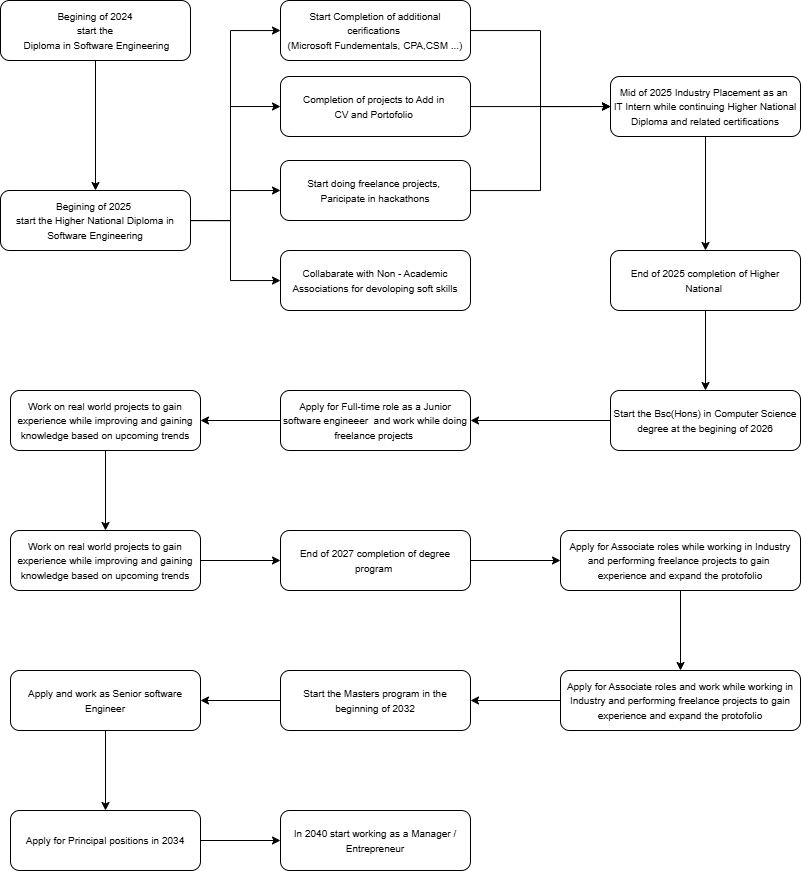 Begining of 2024
start the
Diploma in Software Engineering
Start Completion of additional
cerifications
(Microsoft Fundementals, CPA,CSM ...)
Completion of projects to Add in
CV and Portofolio
Mid of 2025 Industry Placement as an
IT Intern while continuing Higher National
Diploma and related certifications
Begining of 2025
start the Higher National Diploma in
Software Engineering
Start doing freelance projects,
Paricipate in hackathons
Collabarate with Non - Academic
Associations for devoloping soft skills
End of 2025 completion of Higher
National
Start the Bsc(Hons) in Computer Science
degree at the begining of 2026
Apply for Full-time role as a Junior
software engineeer and work while doing
freelance projects
Work on real world projects to gain
experience while improving and gaining
knowledge based on upcoming trends
Work on real world projects to gain
experience while improving and gaining
knowledge based on upcoming trends
End of 2027 completion of degree
program
Apply for Associate roles while working in Industry
and performing freelance projects to gain
experience and expand the protofolio
Apply for Associate roles and work while working in
Industry and performing freelance projects to gain
experience and expand the protofolio
Start the Masters program in the
beginning of 2032
Apply and work as Senior software
Engineer
Apply for Principal positions in 2034
In 2040 start working as a Manager /
Entrepreneur